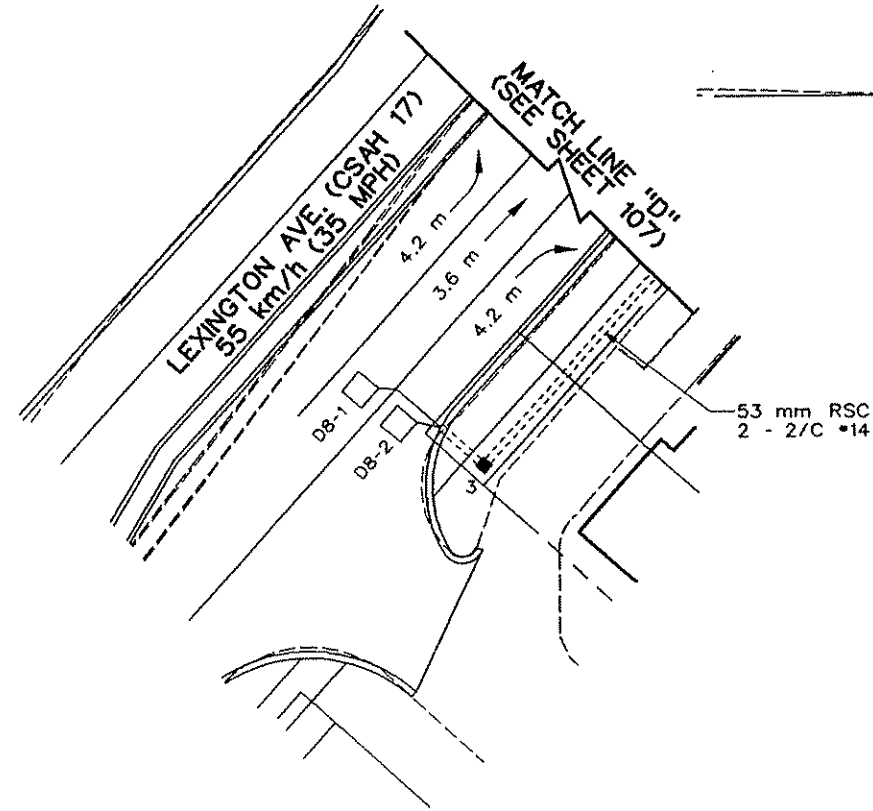 LEXINGTON AVE. (CSAH 17)
55 km/h (35 MPH)
MATCH LINE "D"
(SEE SHEET 107)
4.2 m
3.6 m
4.2 m
D8-1
D8-2
3
53 mm RSC
2 - 2/C •14